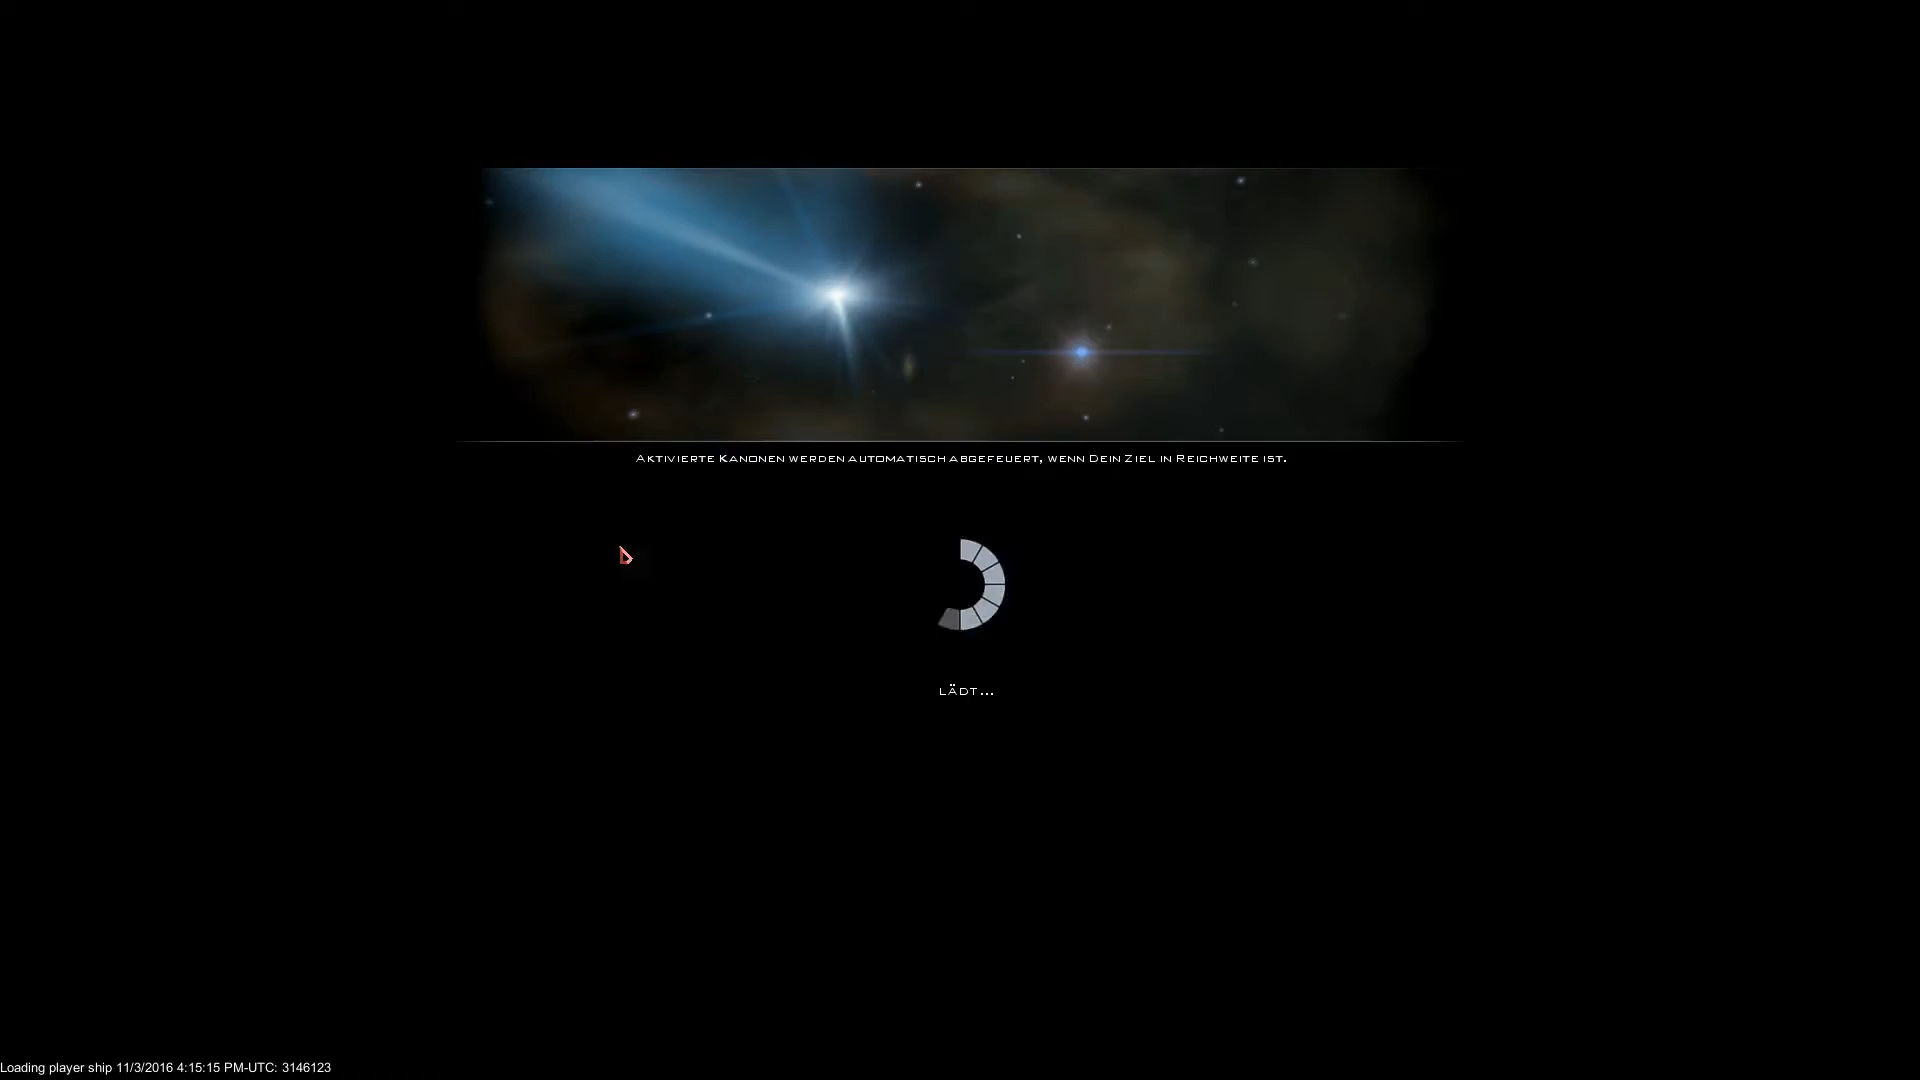 Aktivierte Kanonen werden automatisch abgefeuert, wenn Dein Ziel in Reichweite ist.
lädt...
Loading player ship 11/3/2016 4:15:15 PM-UTC: 3146123